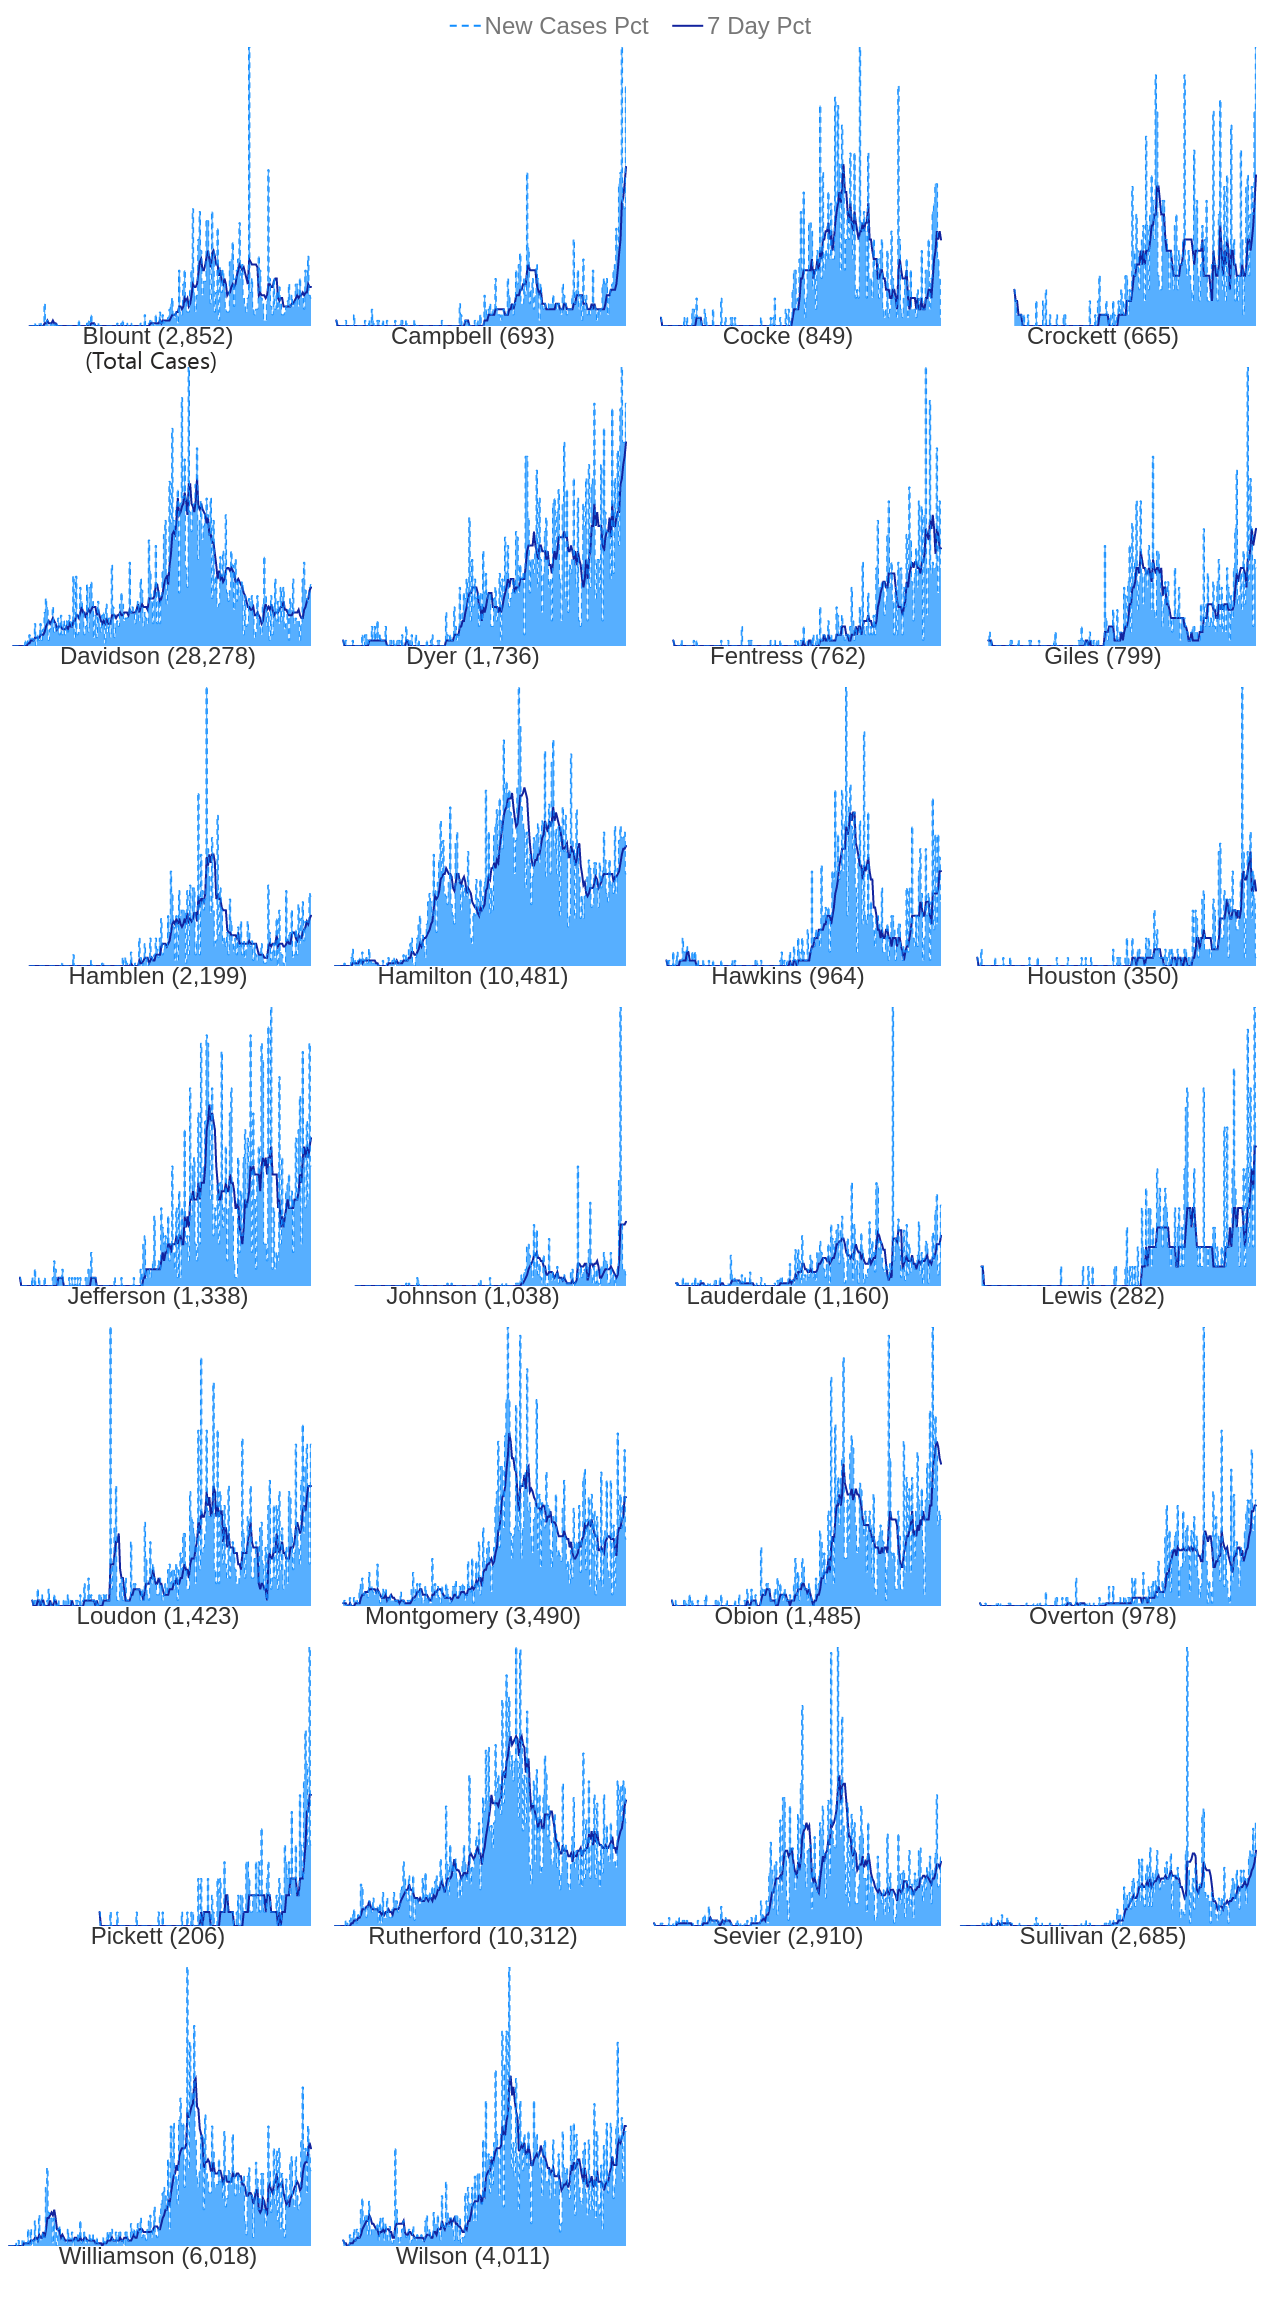 New Cases Pct 7 Day Pct
Blount (2,852) Campbell (693) Cocke (849) Crockett (665)
(Total Cases)
Davidson (28,278) Dyer (1,736) Fentress (762) Giles (799)
Hamblen (2,199) Hamilton (10,481) Hawkins (964) Houston (350)
Jefferson (1,338) Johnson (1,038) Lauderdale (1,160) Lewis (282)
Loudon (1,423) Montgomery (3,490) Obion (1,485) Overton (978)
Pickett (206) Rutherford (10,312) Sevier (2,910) Sullivan (2,685)
Williamson (6,018) Wilson (4,011)